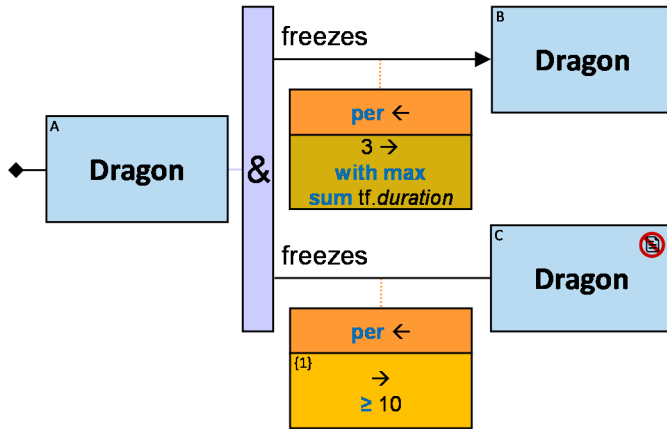 A
Dragon
&
freezes
per ←
3 →
with max
sum tf.duration
B
Dragon
freezes
per ←
{1}
→
≥ 10
C
Dragon